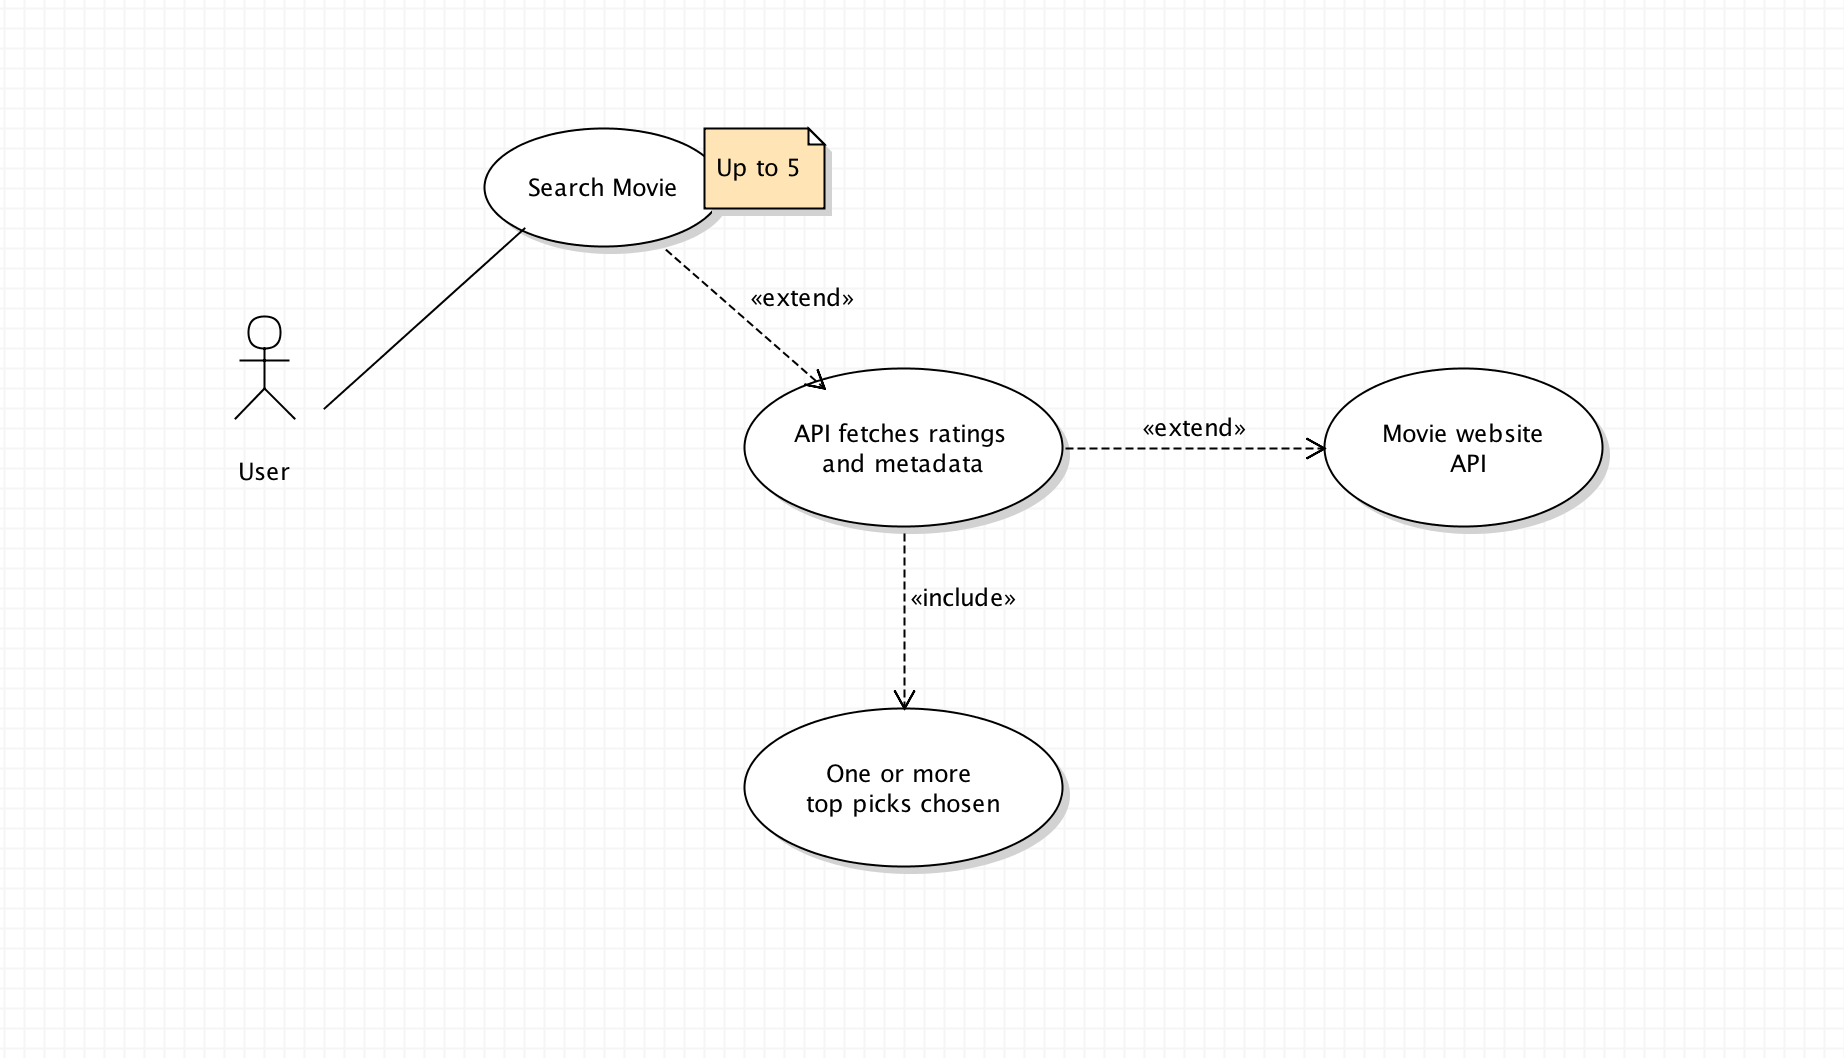 Search Movie
Up to 5
«extend»
User
API fetches ratings
and metadata
«extend»
Movie website
API
«include»
One or more
top picks chosen